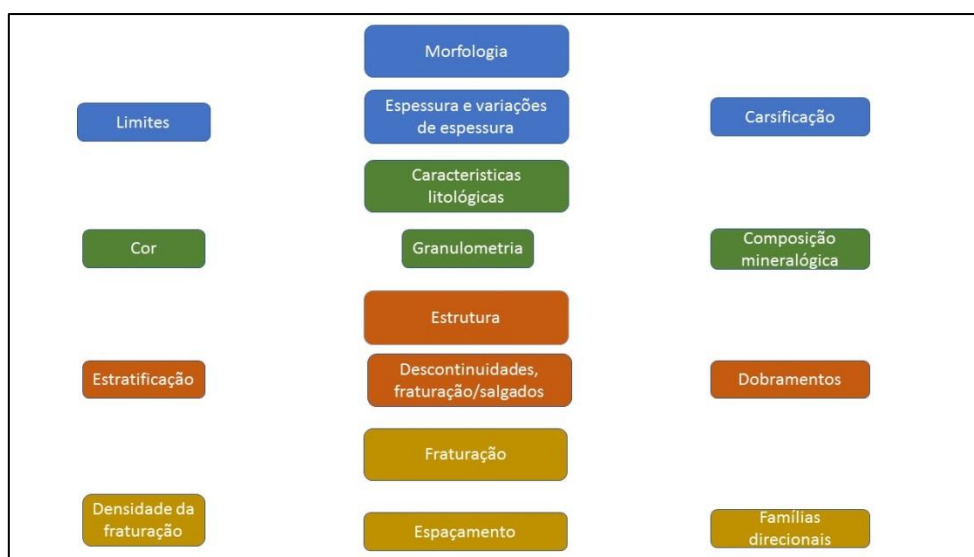 Morfologia
Limites
Espessura e variações
de espessura
Carsificação
Caracteristicas
litológicas
Cor
Granulometria
Composição
mineralógica
Estrutura
Estratificação
Descontinuidades,
fraturação/salgados
Dobramentos
Fraturação
Densidade da
fraturação
Espaçamento
Famílias
direcionais